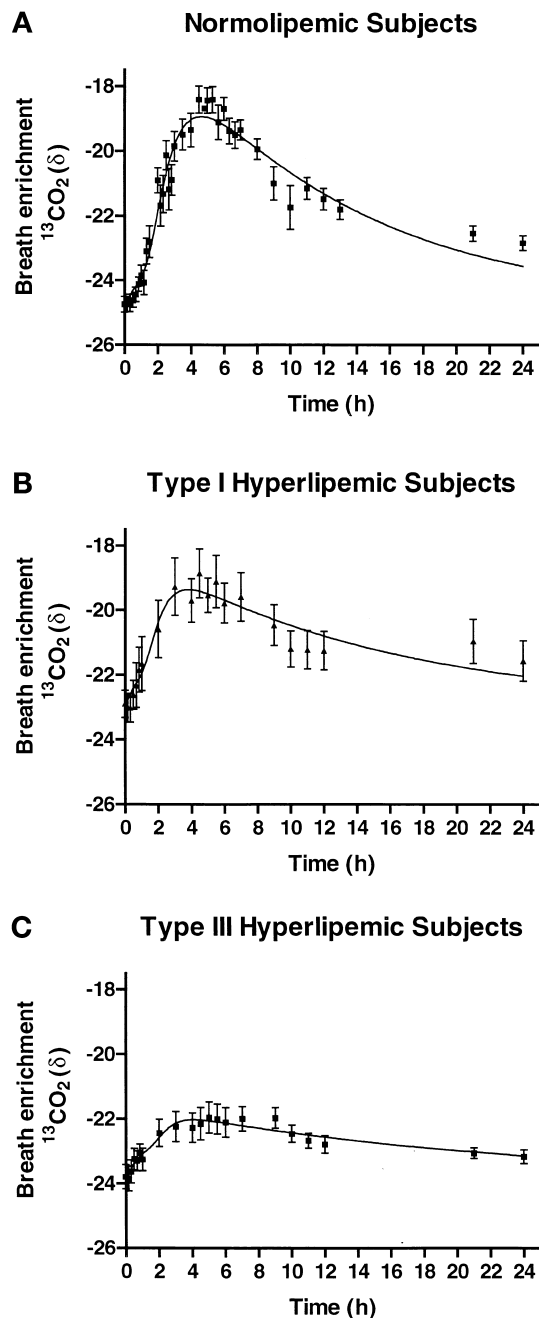 A
Normolipemic Subjects
Breath enrichment
¹³CO₂ (δ)
-18
-20
-22
-24
-26
0 2 4 6 8 10 12 14 16 18 20 22 24
Time (h)
B
Type I Hyperlipemic Subjects
Breath enrichment
¹³CO₂ (δ)
-18
-20
-22
-24
-26
0 2 4 6 8 10 12 14 16 18 20 22 24
Time (h)
C
Type III Hyperlipemic Subjects
Breath enrichment
¹³CO₂ (δ)
-18
-20
-22
-24
-26
0 2 4 6 8 10 12 14 16 18 20 22 24
Time (h)